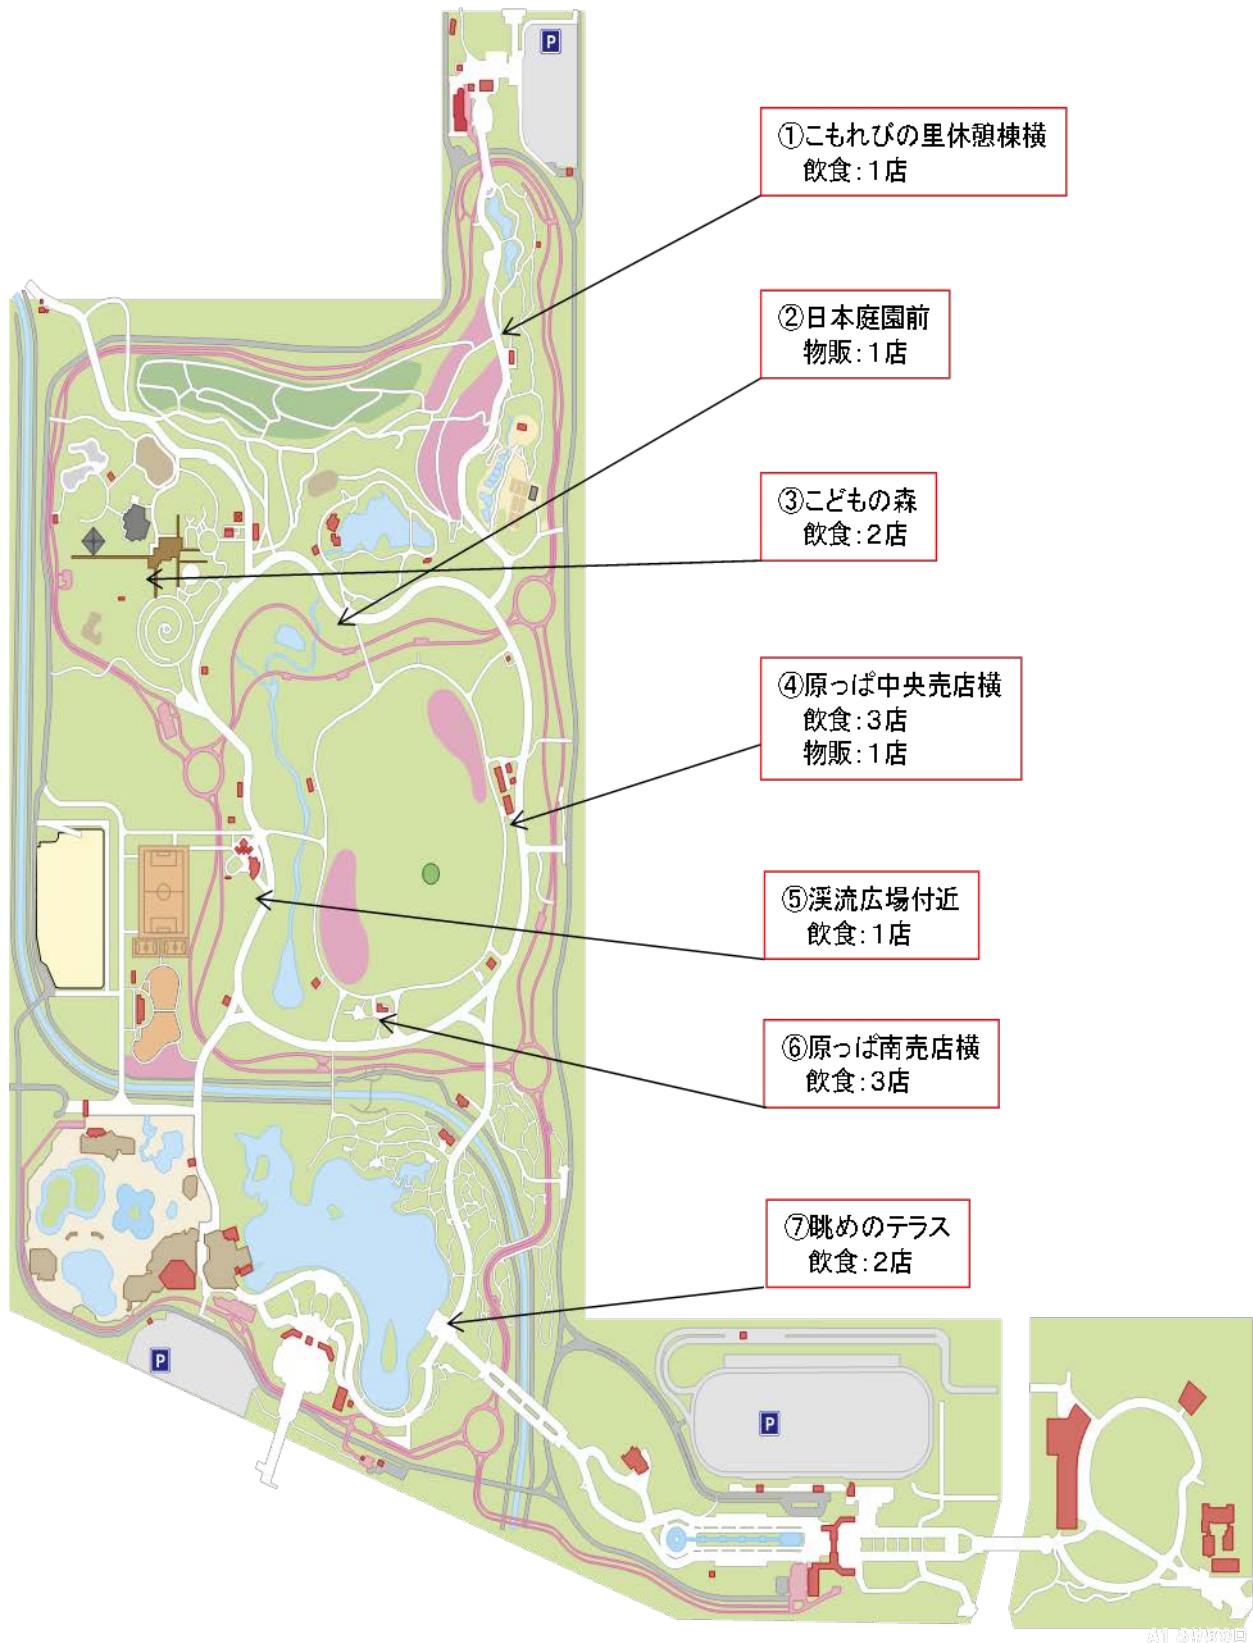 P
①こもれびの里休憩棟横
飲食:1店
②日本庭園前
物販:1店
③こどもの森
飲食:2店
④原っぱ中央売店横
飲食:3店
物販:1店
⑤渓流広場付近
飲食:1店
⑥原っぱ南売店横
飲食:3店
⑦眺めのテラス
飲食:2店
P
P